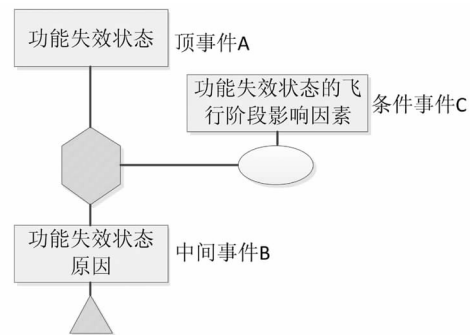 功能失效状态
顶事件A
功能失效状态的飞
行阶段影响因素
条件事件C
功能失效状态
原因
中间事件B